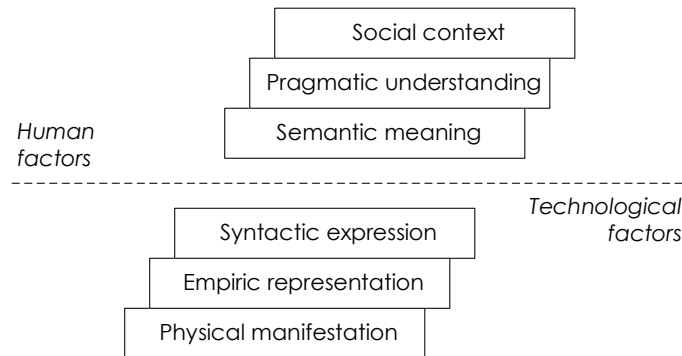 Social context
Pragmatic understanding
Semantic meaning
Human
factors
Technological
factors
Syntactic expression
Empiric representation
Physical manifestation